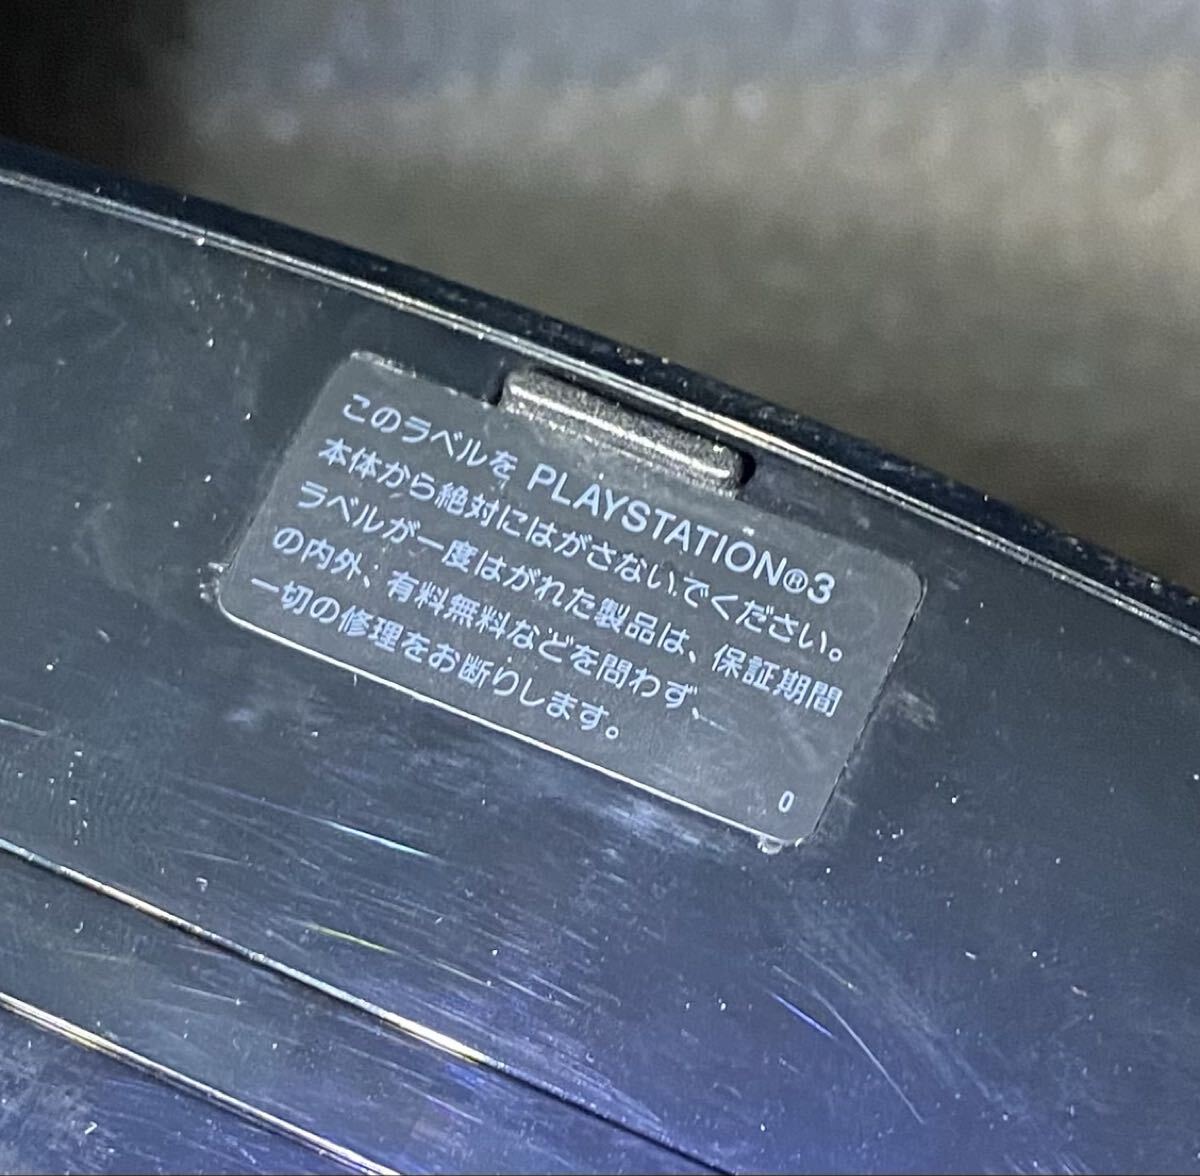 このラベルを PLAYSTATION®3
本体から絶対にはがさないでください。
ラベルが一度はがれた製品は、保証期間
の内外、有料無料などを問わず、
一切の修理をお断りします。
0